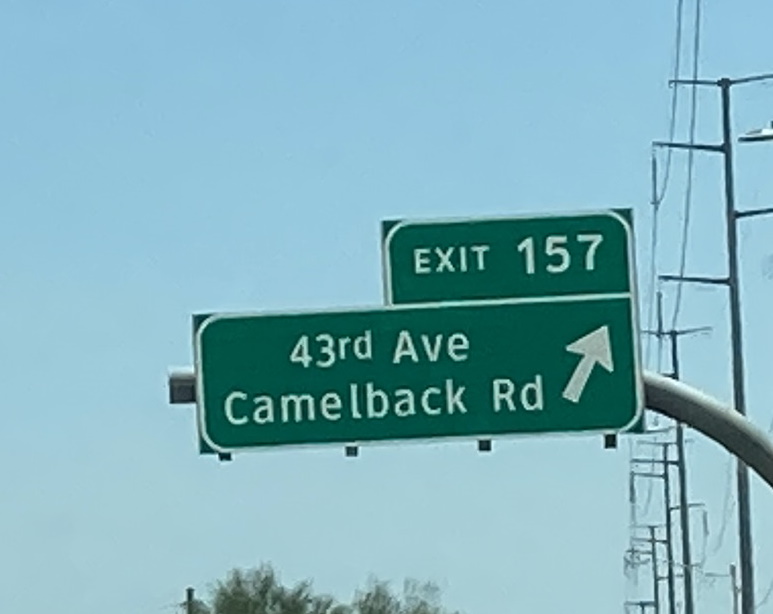 EXIT 157
43rd Ave
Camelback Rd